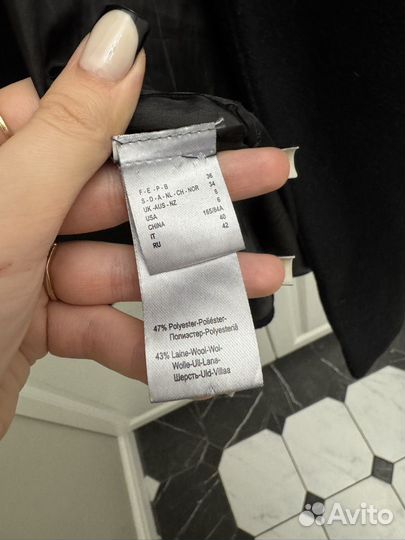 F - E - P - B 36
S - D - A - NL - CH - NOR 34
UK - AUS - NZ 8
USA 6
CHINA 165/84A
IT 40
RU 42
47% Polyester-Poliéster-
Полиэстер-Polyesteriä
43% Laine-Wool-Wol-
Wolle-Ull-Lana-
Шерсть-Uld-Villaa
Avito